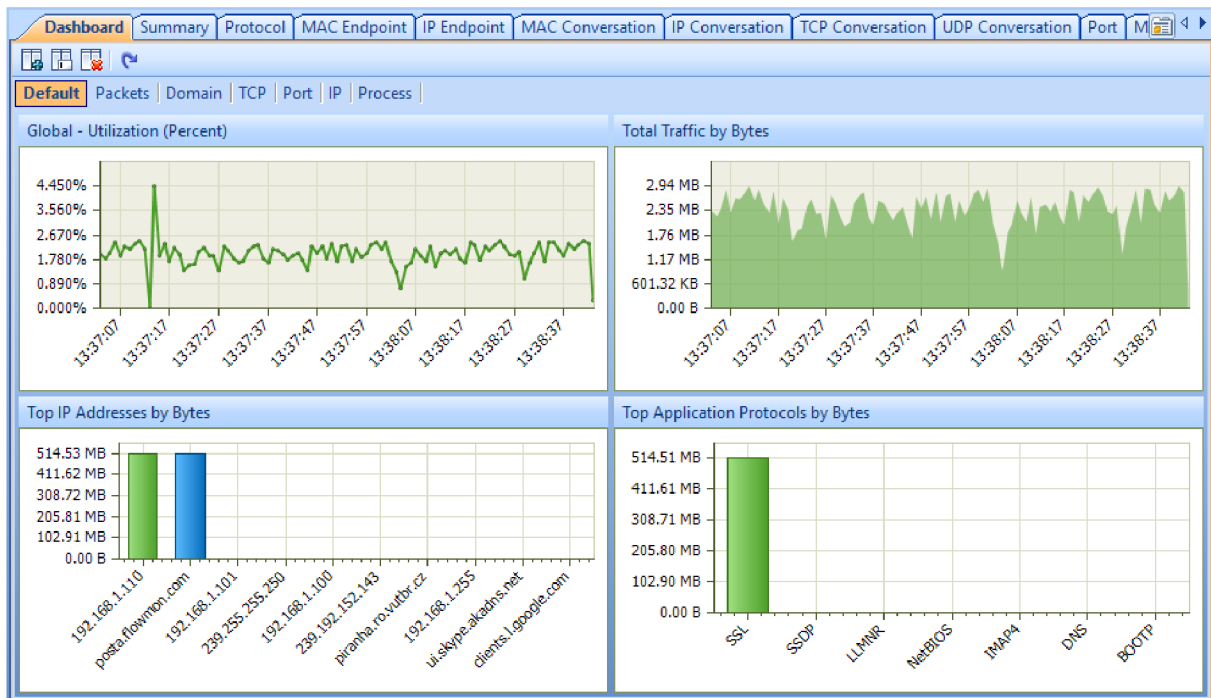 Dashboard Summary Protocol MAC Endpoint IP Endpoint MAC Conversation IP Conversation TCP Conversation UDP Conversation Port M
Default Packets Domain TCP Port IP Process
Global - Utilization (Percent)
4.450%
3.560%
2.670%
1.780%
0.890%
0.000%
13:37:07 13:37:17 13:37:27 13:37:37 13:37:47 13:37:57 13:38:07 13:38:17 13:38:27 13:38:37
Total Traffic by Bytes
2.94 MB
2.35 MB
1.76 MB
1.17 MB
601.32 KB
0.00 B
13:37:07 13:37:17 13:37:27 13:37:37 13:37:47 13:37:57 13:38:07 13:38:17 13:38:27 13:38:37
Top IP Addresses by Bytes
514.53 MB
411.62 MB
308.72 MB
205.81 MB
102.91 MB
0.00 B
192.168.1.110 posta.flowmon.com 192.168.1.101 239.255.255.250 192.168.1.100 239.192.152.143 piranha.ro.vutbr.cz 192.168.1.255 ui.skype.akadns.net clients.l.google.com
Top Application Protocols by Bytes
514.51 MB
411.61 MB
308.71 MB
205.80 MB
102.90 MB
0.00 B
SSL SSDP LLMNR NetBIOS IMAP4 DNS BOOTP